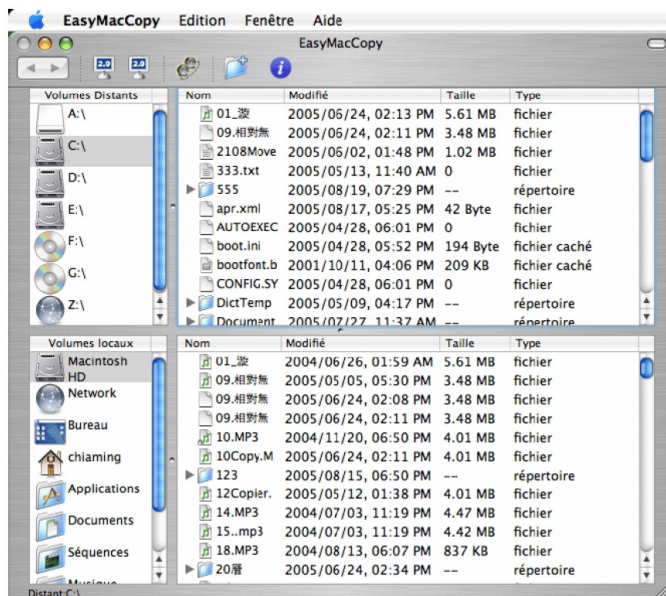 EasyMacCopy Edition Fenêtre Aide
EasyMacCopy
2.0 2.0
Volumes Distants
A:\
C:\
D:\
E:\
F:\
G:\
Z:\
Nom Modifié Taille Type
01_漩 2005/06/24, 02:13 PM 5.61 MB fichier
09.相對無 2005/06/24, 02:11 PM 3.48 MB fichier
2108Move 2005/06/02, 01:48 PM 1.02 MB fichier
333.txt 2005/05/13, 11:40 AM 0 fichier
555 2005/08/19, 07:29 PM -- répertoire
apr.xml 2005/08/17, 05:25 PM 42 Byte fichier
AUTOEXEC 2005/04/28, 06:01 PM 0 fichier
boot.ini 2005/04/28, 05:52 PM 194 Byte fichier caché
bootfont.b 2001/10/11, 04:06 PM 209 KB fichier caché
CONFIG.SY 2005/04/28, 06:01 PM 0 fichier
DictTemp 2005/05/09, 04:17 PM -- répertoire
Document 2005/07/27, 11:37 AM -- répertoire
Volumes locaux
Macintosh
HD
Network
Bureau
chiaming
Applications
Documents
Séquences
Musique
Nom Modifié Taille Type
01_漩 2004/06/26, 01:59 AM 5.61 MB fichier
09.相對無 2005/05/05, 05:30 PM 3.48 MB fichier
09.相對無 2005/06/24, 02:08 PM 3.48 MB fichier
09.相對無 2005/06/24, 02:11 PM 3.48 MB fichier
10.MP3 2004/11/20, 06:50 PM 4.01 MB fichier
10Copy.M 2005/06/24, 02:11 PM 4.01 MB fichier
123 2005/08/15, 06:50 PM -- répertoire
12Copier. 2005/05/12, 01:38 PM 4.01 MB fichier
14.MP3 2004/07/03, 11:19 PM 4.47 MB fichier
15..mp3 2004/07/03, 11:19 PM 4.42 MB fichier
18.MP3 2004/08/13, 06:07 PM 837 KB fichier
20層 2005/06/24, 02:34 PM -- répertoire
Distant:C:\